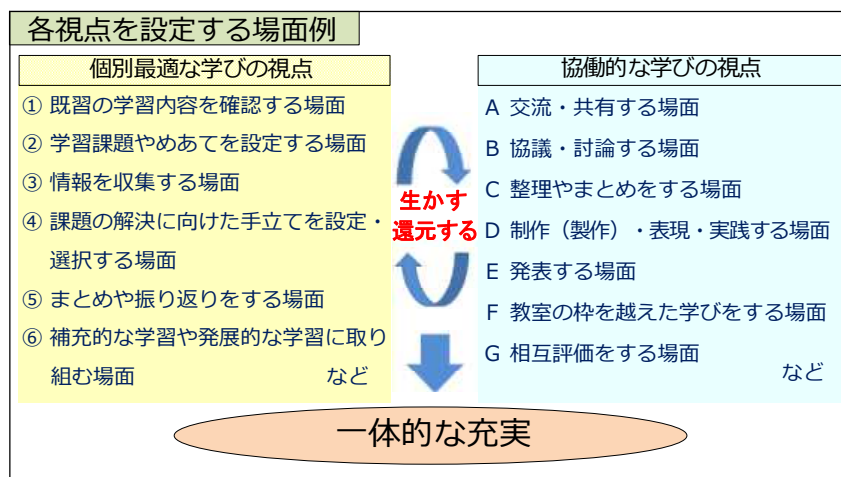 各視点を設定する場面例
個別最適な学びの視点
① 既習の学習内容を確認する場面
② 学習課題やめあてを設定する場面
③ 情報を収集する場面
④ 課題の解決に向けた手立てを設定・
選択する場面
⑤ まとめや振り返りをする場面
⑥ 補充的な学習や発展的な学習に取り
組む場面 など
生かす
還元する
協働的な学びの視点
A 交流・共有する場面
B 協議・討論する場面
C 整理やまとめをする場面
D 制作（製作）・表現・実践する場面
E 発表する場面
F 教室の枠を越えた学びをする場面
G 相互評価をする場面
など
一体的な充実